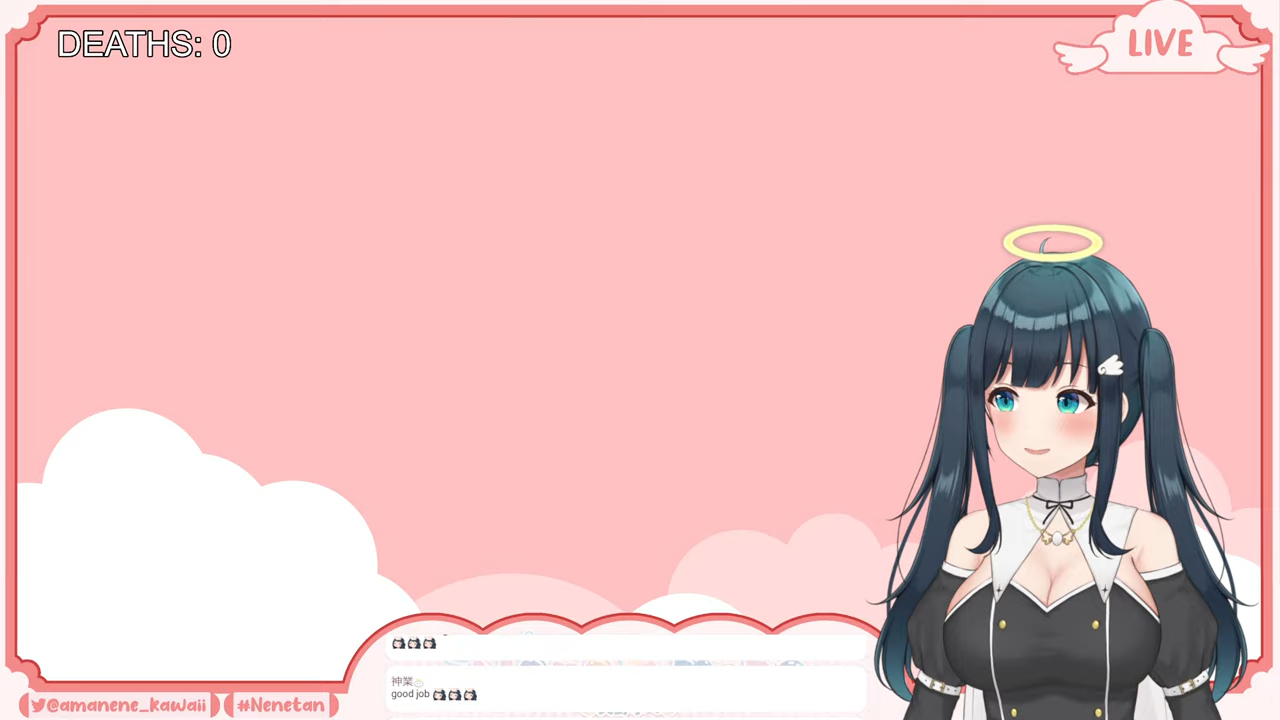 DEATHS: 0
LIVE
神業
good job
@amanene_kawaii
#Nenetan